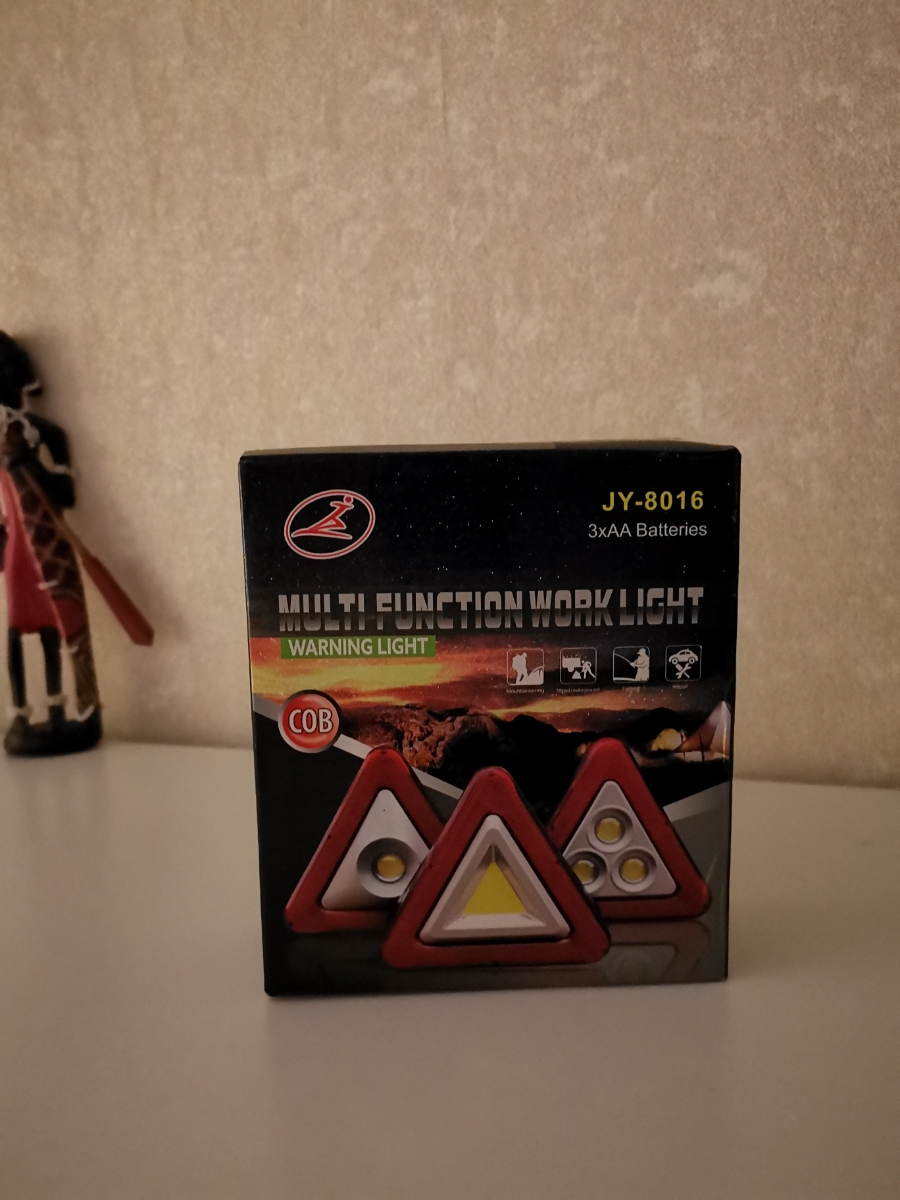 JY-8016
3xAA Batteries
MULTI-FUNCTION WORK LIGHT
WARNING LIGHT
COB